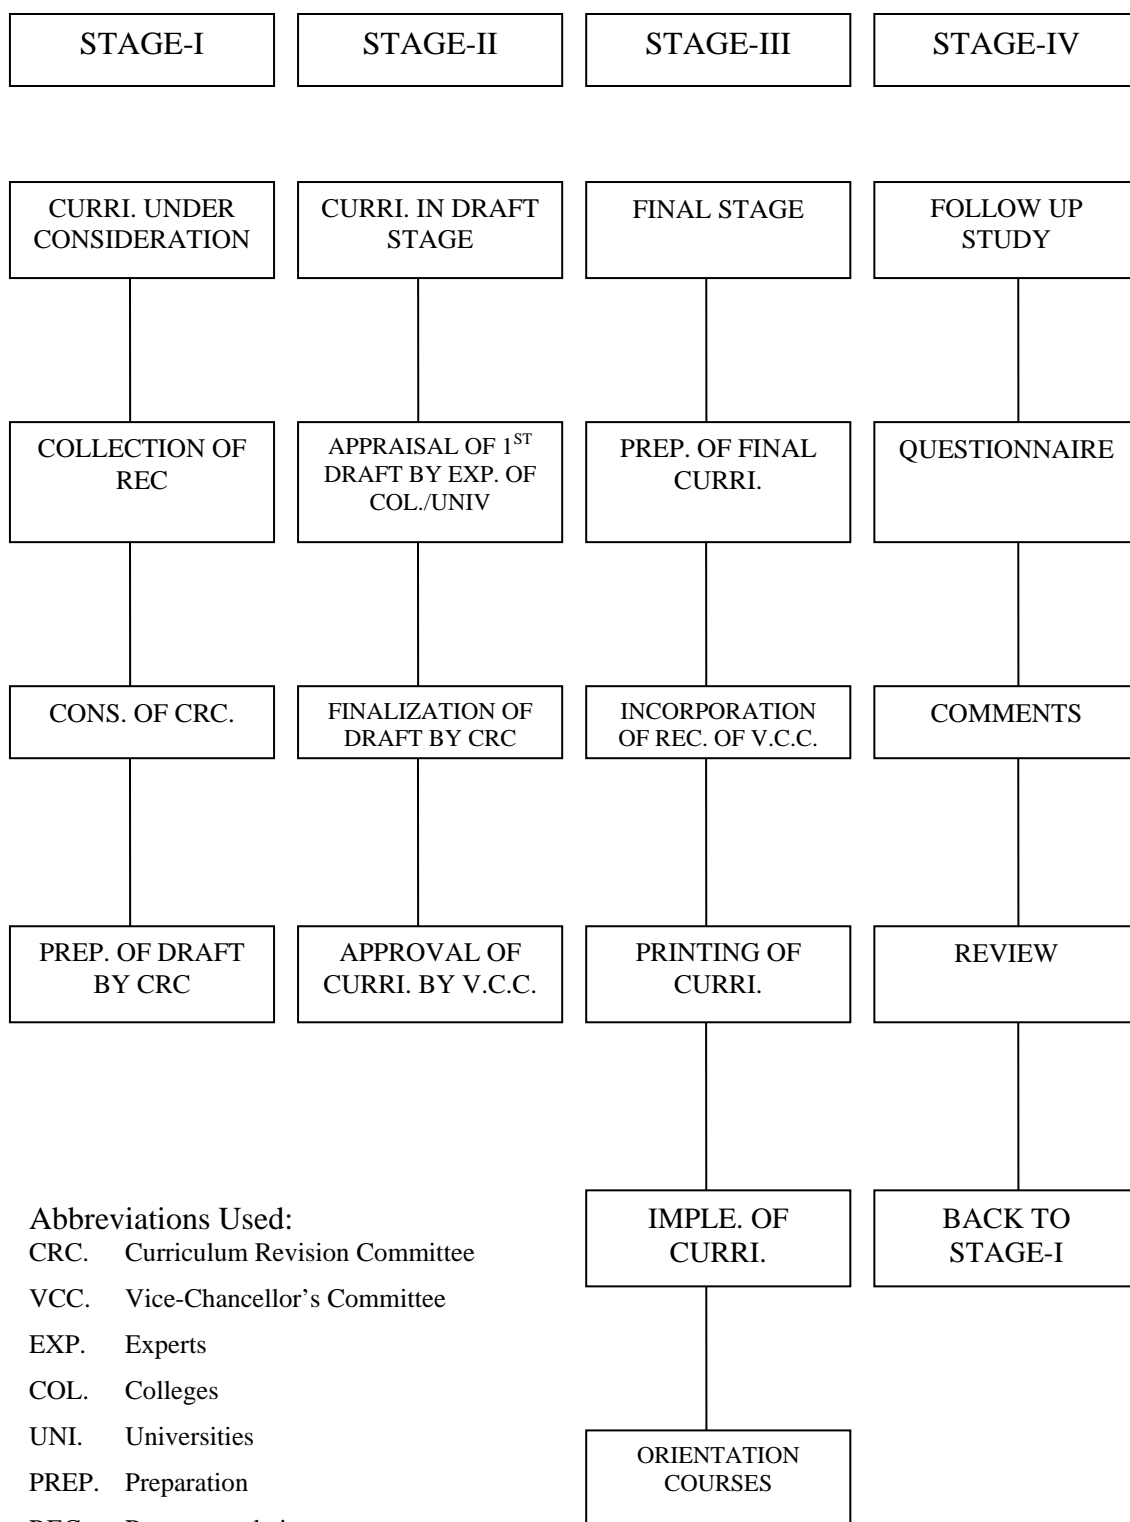 STAGE-I
STAGE-II
STAGE-III
STAGE-IV
CURRI. UNDER
CONSIDERATION
CURRI. IN DRAFT
STAGE
FINAL STAGE
FOLLOW UP
STUDY
COLLECTION OF
REC
APPRAISAL OF 1ST
DRAFT BY EXP. OF
COL./UNIV
PREP. OF FINAL
CURRI.
QUESTIONNAIRE
CONS. OF CRC.
FINALIZATION OF
DRAFT BY CRC
INCORPORATION
OF REC. OF V.C.C.
COMMENTS
PREP. OF DRAFT
BY CRC
APPROVAL OF
CURRI. BY V.C.C.
PRINTING OF
CURRI.
REVIEW
IMPLE. OF
CURRI.
BACK TO
STAGE-I
ORIENTATION
COURSES
Abbreviations Used:
CRC. Curriculum Revision Committee
VCC. Vice-Chancellor’s Committee
EXP. Experts
COL. Colleges
UNI. Universities
PREP. Preparation